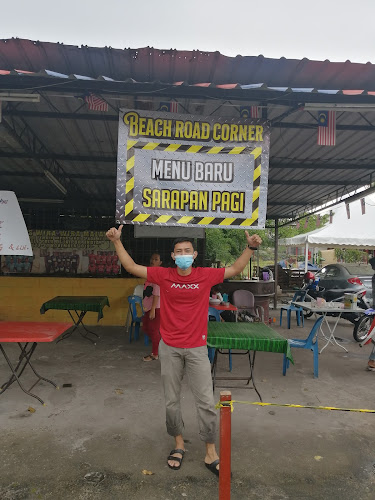 BEACH ROAD CORNER
MENU BARU
SARAPAN PAGI
MAXX